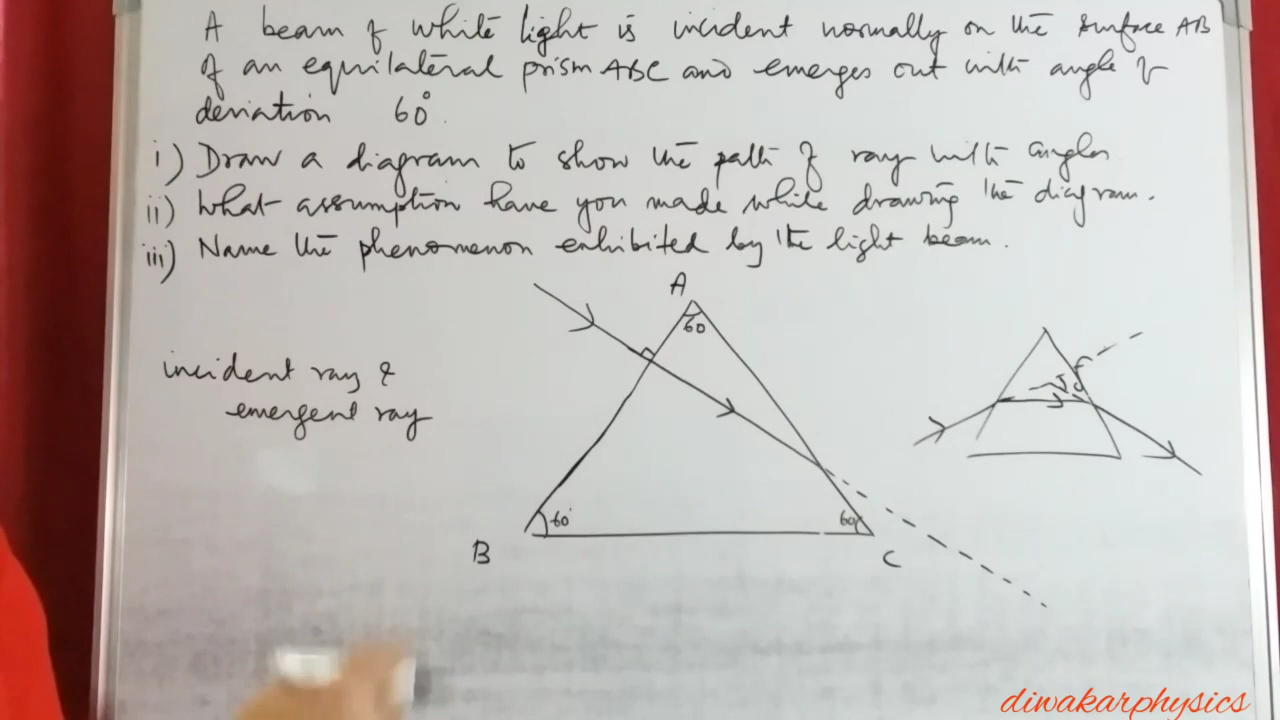 A beam of white light is incident normally on the surface AB
of an equilateral prism ABC and emerges out with angle of
deviation 60°.
i) Draw a diagram to show the path of ray with angles
ii) What assumption have you made while drawing the diagram.
iii) Name the phenomenon exhibited by the light beam.
A
60
incident ray &
emergent ray
60°
60
B
C
diwakarphysics